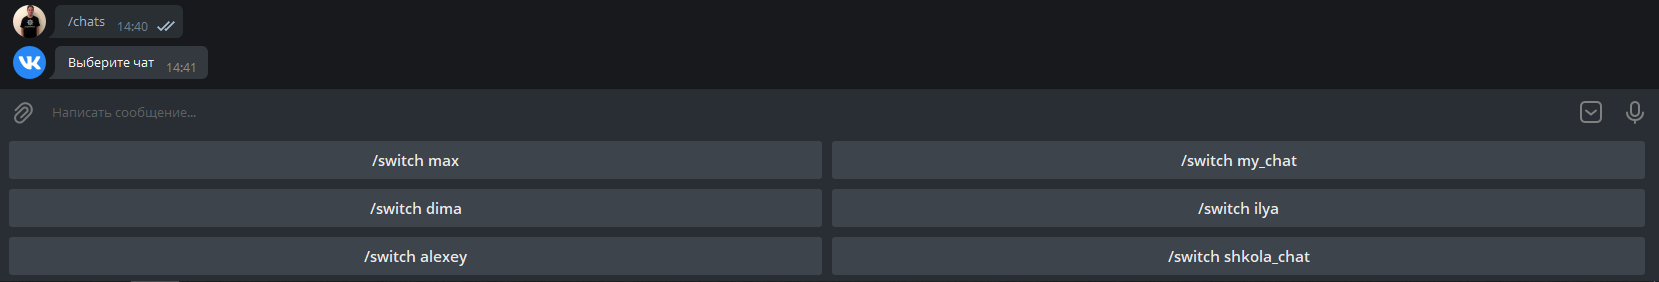 /chats 14:40
VK
Выберите чат 14:41
Написать сообщение...
/switch max /switch my_chat
/switch dima /switch ilya
/switch alexey /switch shkola_chat